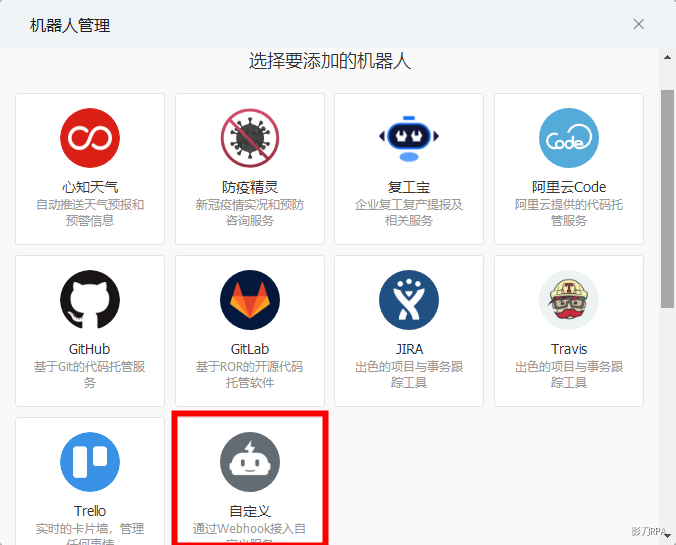 机器人管理
选择要添加的机器人
心知天气
自动推送天气预报和
预警信息
防疫精灵
新冠疫情实况和预防
咨询服务
复工宝
企业复工复产提报及
相关服务
Code
阿里云Code
阿里云提供的代码托
管服务
GitHub
基于Git的代码托管服
务
GitLab
基于ROR的开源代码
托管软件
JIRA
出色的项目与事务跟
踪工具
T
Travis
出色的项目与事务跟
踪工具
Trello
实时的卡片墙，管理
任何事情
自定义
通过Webhook接入自
定义服务
影刀RPA